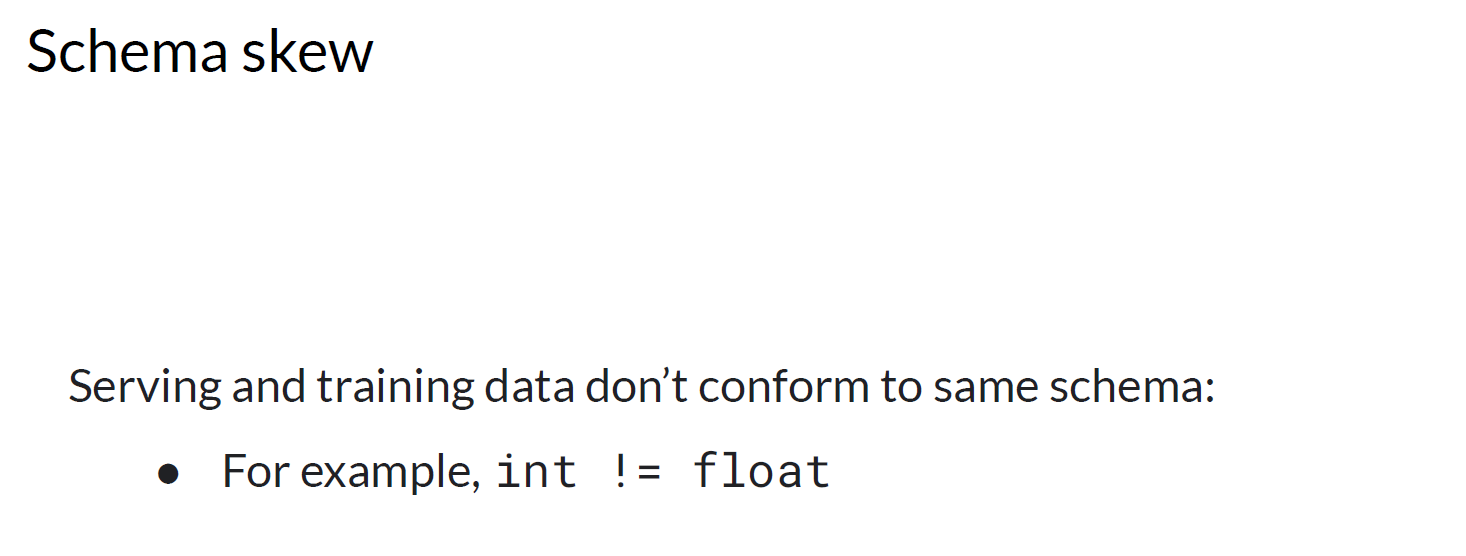 Schema skew
Serving and training data don’t conform to same schema:
● For example, int != float